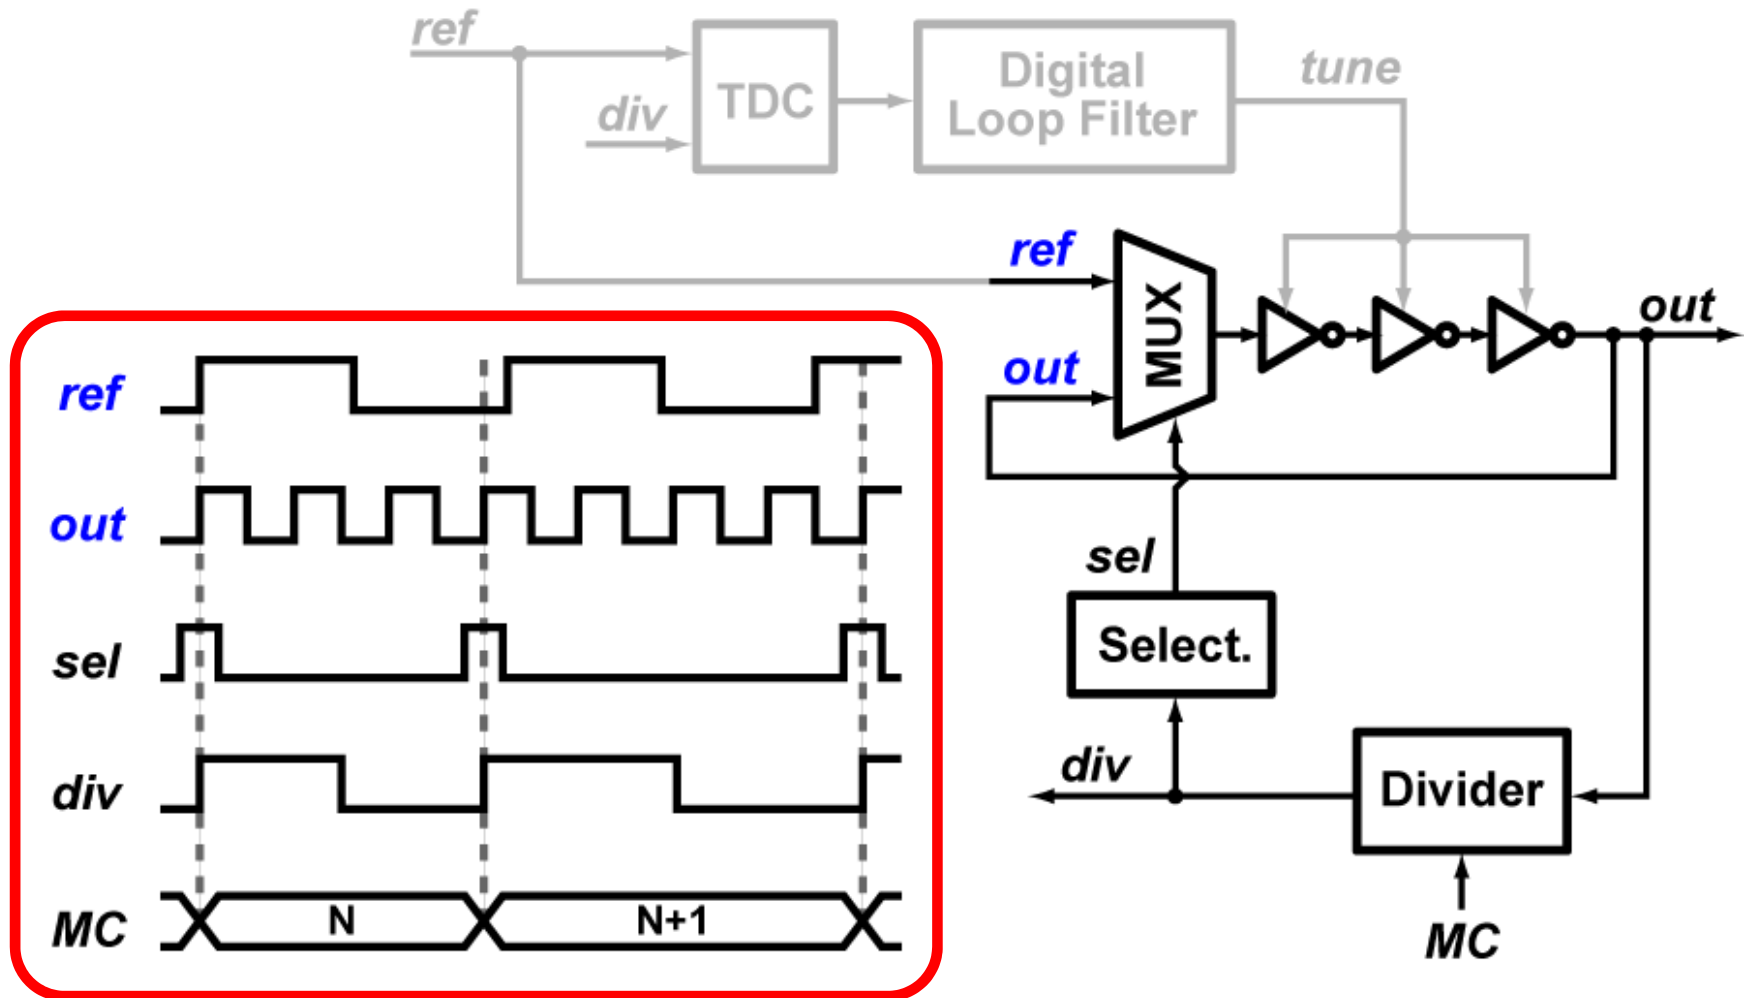 ref
div
TDC
Digital
Loop Filter
tune
ref
out
MUX
out
sel
Select.
div
Divider
MC
ref
out
sel
div
MC
N
N+1